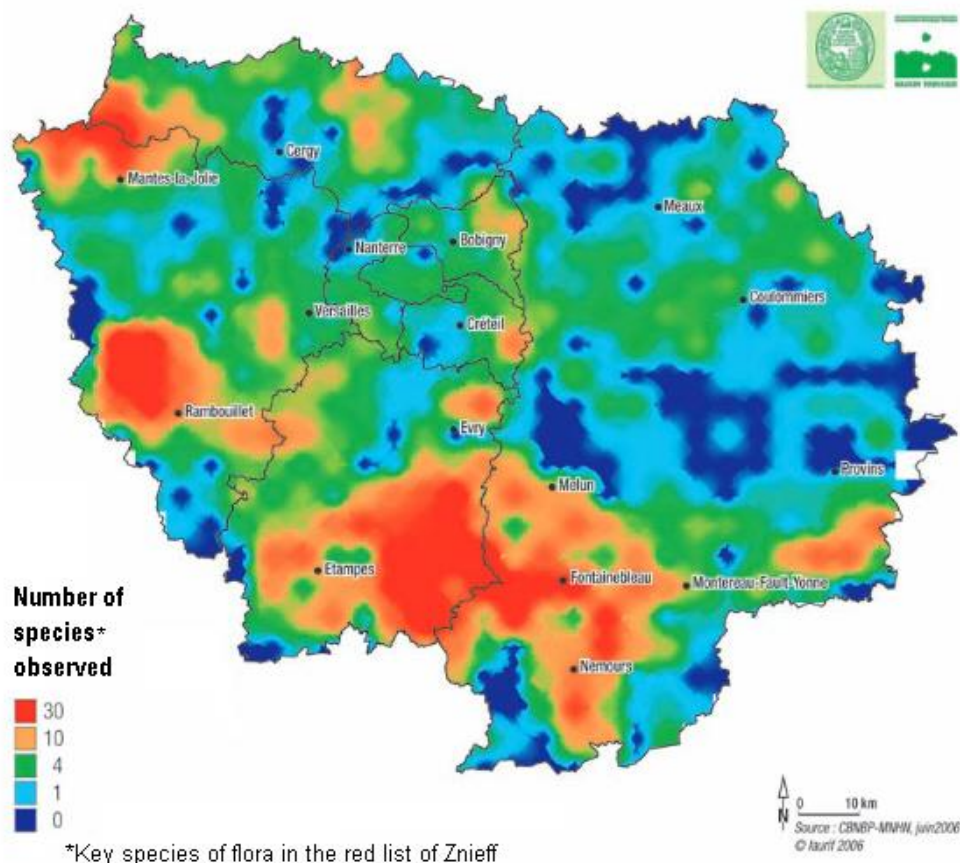 Cergy
Mantes-la-Jolie
Meaux
Nanterre
Bobigny
Coulommiers
Versailles
Créteil
Rambouillet
Evry
Provins
Melun
Etampes
Fontainebleau
Montereau-Fault-Yonne
Nemours
Number of
species*
observed
30
10
4
1
0
N
0 10 km
Source : CBNBP-MNHN, juin2006
© Iaurif 2006
*Key species of flora in the red list of Znieff